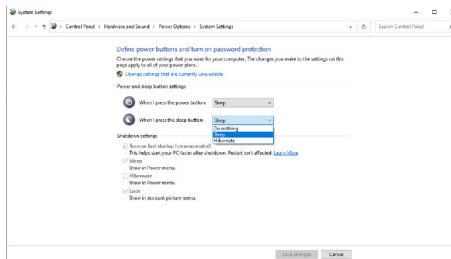 System Settings
Control Panel > Hardware and Sound > Power Options > System Settings
Search Control Panel
Define power buttons and turn on password protection
Choose the power settings that you want for your computer. The changes you make to the settings on this
page apply to all of your power plans.
Change settings that are currently unavailable
Power and sleep button settings
When I press the power button: Sleep
When I press the sleep button: Sleep
Do nothing
Sleep
Hibernate
Shutdown settings
Turn on fast startup (recommended)
This helps start your PC faster after shutdown. Restart isn't affected. Learn More
Sleep
Show in Power menu.
Hibernate
Show in Power menu.
Lock
Show in account picture menu.
Save changes Cancel